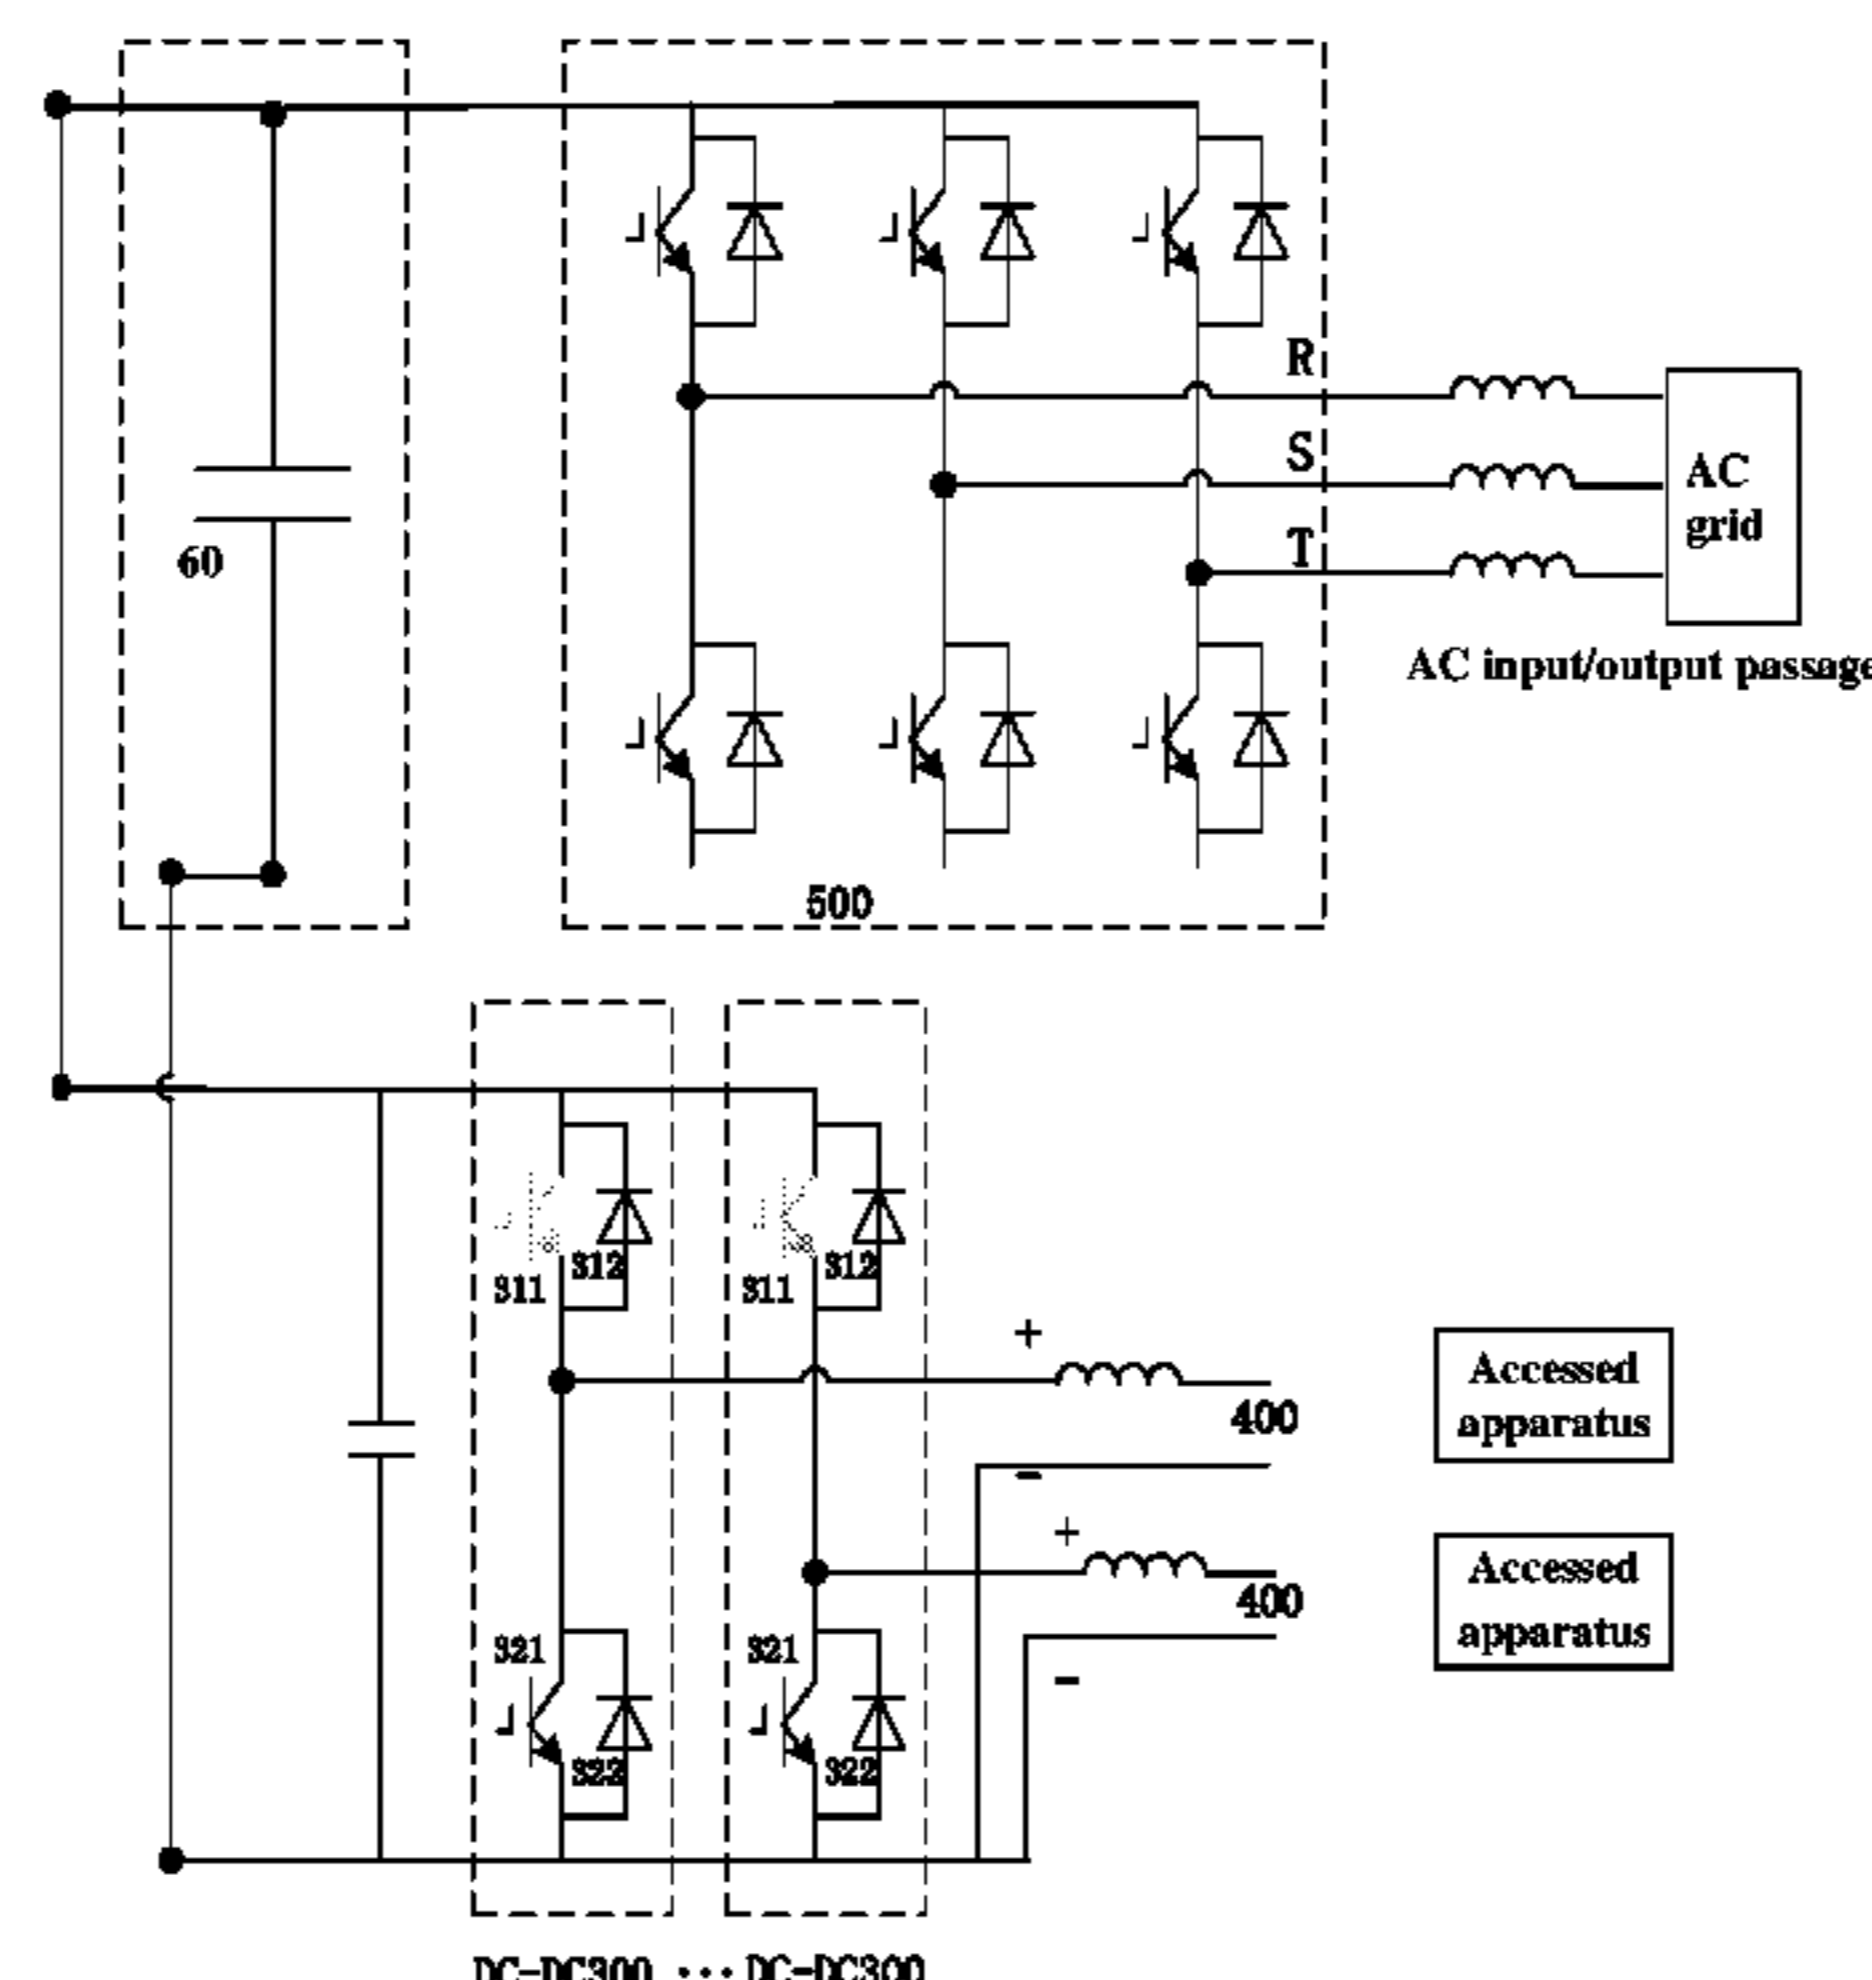 R
S
T
AC
grid
60
AC input/output passage
500
312
311
312
311
+
400
-
+
400
-
Accessed
apparatus
Accessed
apparatus
321
321
322
322
DC-DC300 ··· DC-DC300